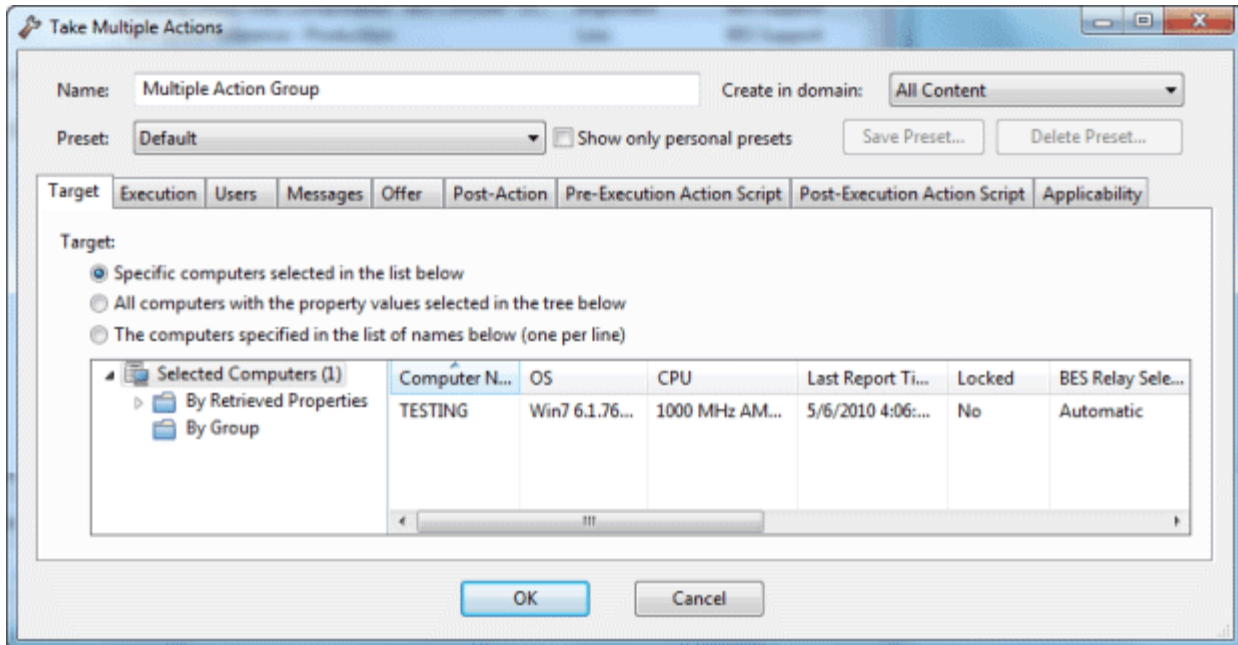 Take Multiple Actions
Name: Multiple Action Group Create in domain: All Content
Preset: Default Show only personal presets Save Preset... Delete Preset...
Target Execution Users Messages Offer Post-Action Pre-Execution Action Script Post-Execution Action Script Applicability
Target:
Specific computers selected in the list below
All computers with the property values selected in the tree below
The computers specified in the list of names below (one per line)
Selected Computers (1) Computer N... OS CPU Last Report Ti... Locked BES Relay Sele...
By Retrieved Properties TESTING Win7 6.1.76... 1000 MHz AM... 5/6/2010 4:06:... No Automatic
By Group
OK Cancel